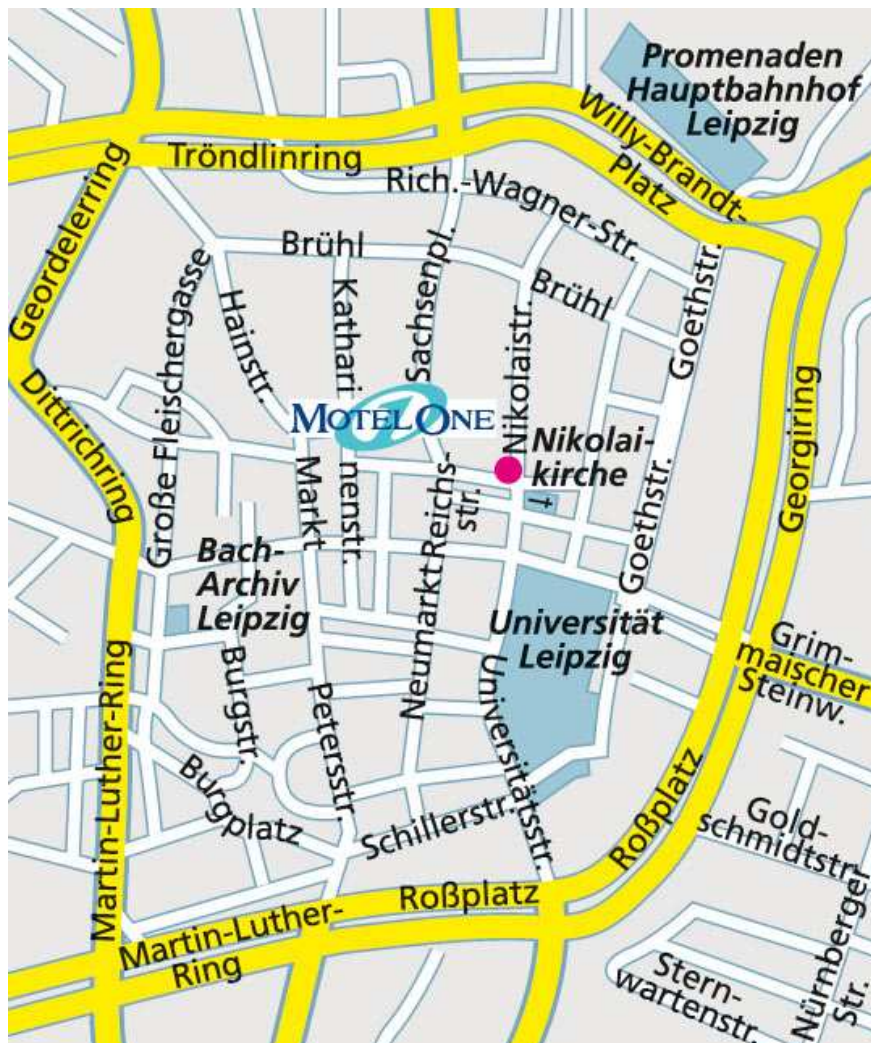 Promenaden
Hauptbahnhof
Leipzig
Willy-Brandt-
Platz
Tröndlinring
Rich.-Wagner-Str.
Geordelerring
Brühl
Sachsenpl.
Goethstr.
Große Fleischergasse
Hainstr.
Kathari
nenstr.
Brühl
Nikolaistr.
Georgiring
Dittrichring
MOTEL ONE
Nikolai-
kirche
Markt
Reichs-
str.
Goethstr.
Bach-
Archiv
Leipzig
Neumarkt
Universität
Leipzig
Grim-
maischer
Steinw.
Martin-Luther-Ring
Burgstr.
Petersstr.
Universitätsstr.
Burgplatz
Schillerstr.
Roßplatz
Gold-
schmidtstr.
Roßplatz
Martin-Luther-
Ring
Nürnberger
Str.
Stern-
wartenstr.